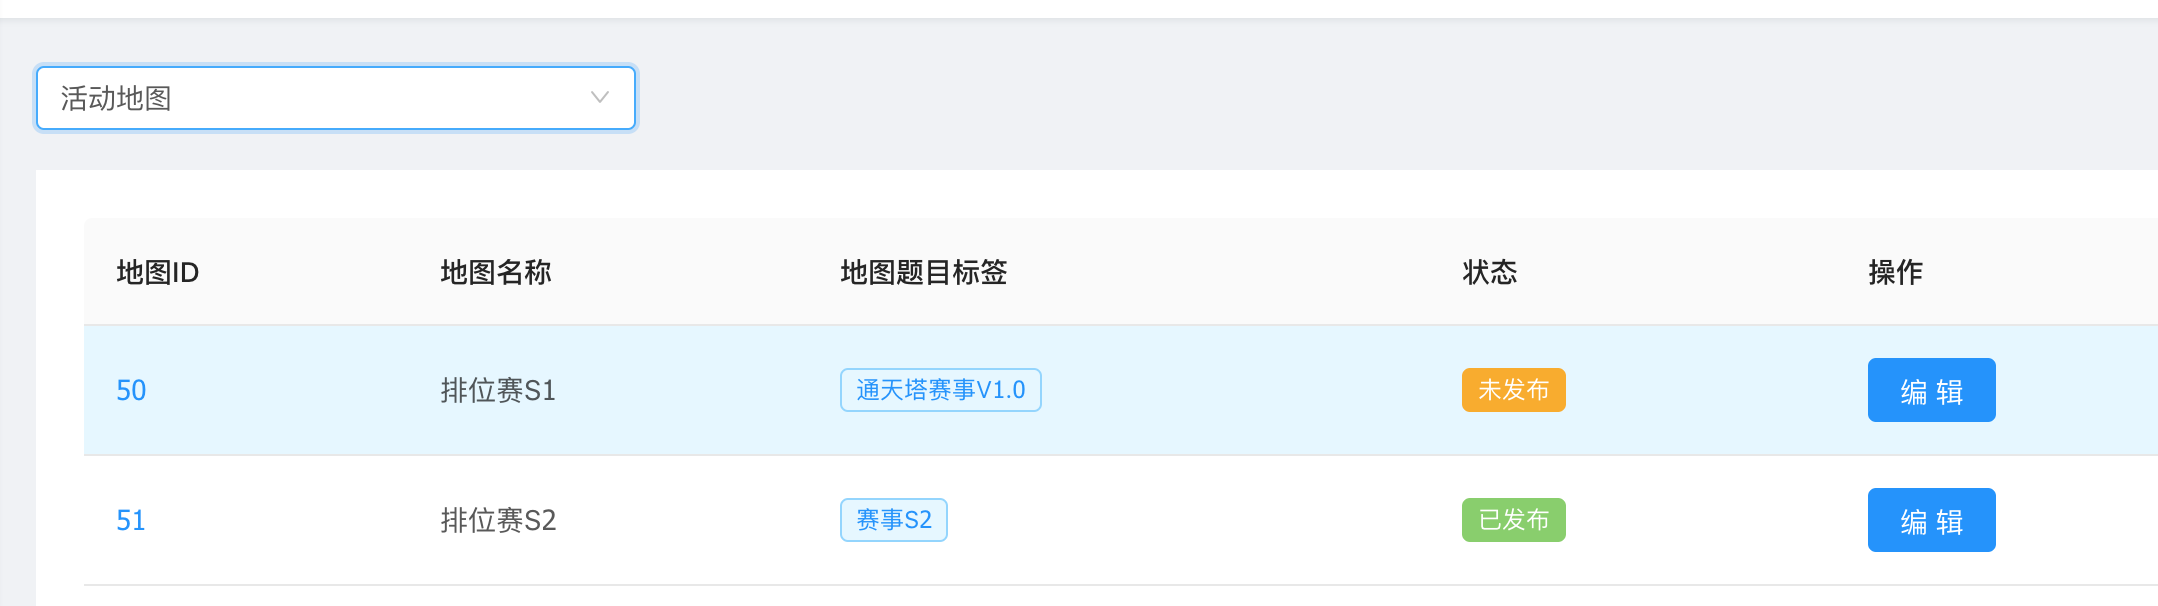 活动地图
地图ID 地图名称 地图题目标签 状态 操作
50 排位赛S1 通天塔赛事V1.0 未发布 编 辑
51 排位赛S2 赛事S2 已发布 编 辑